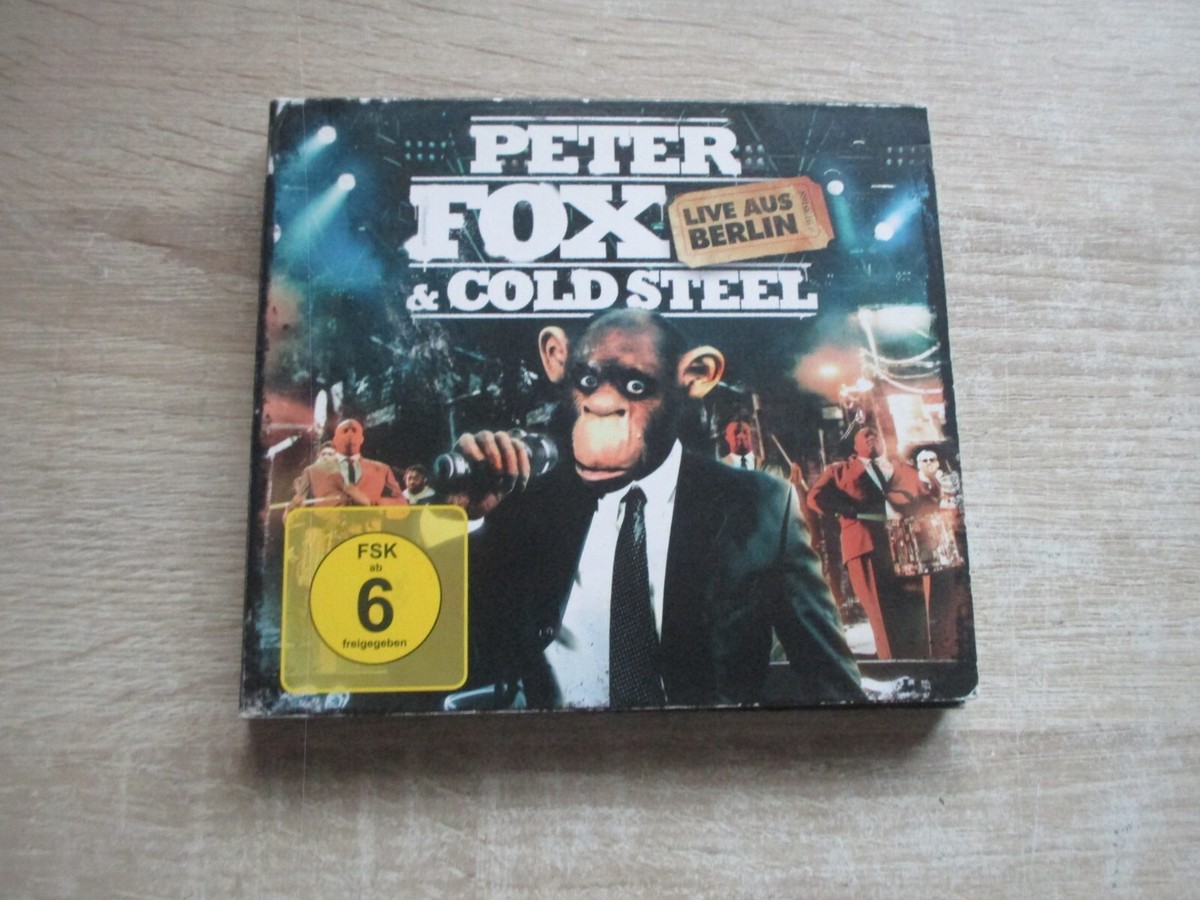 PETER
FOX
LIVE AUS
BERLIN
& COLD STEEL
FSK
ab
6
freigegeben